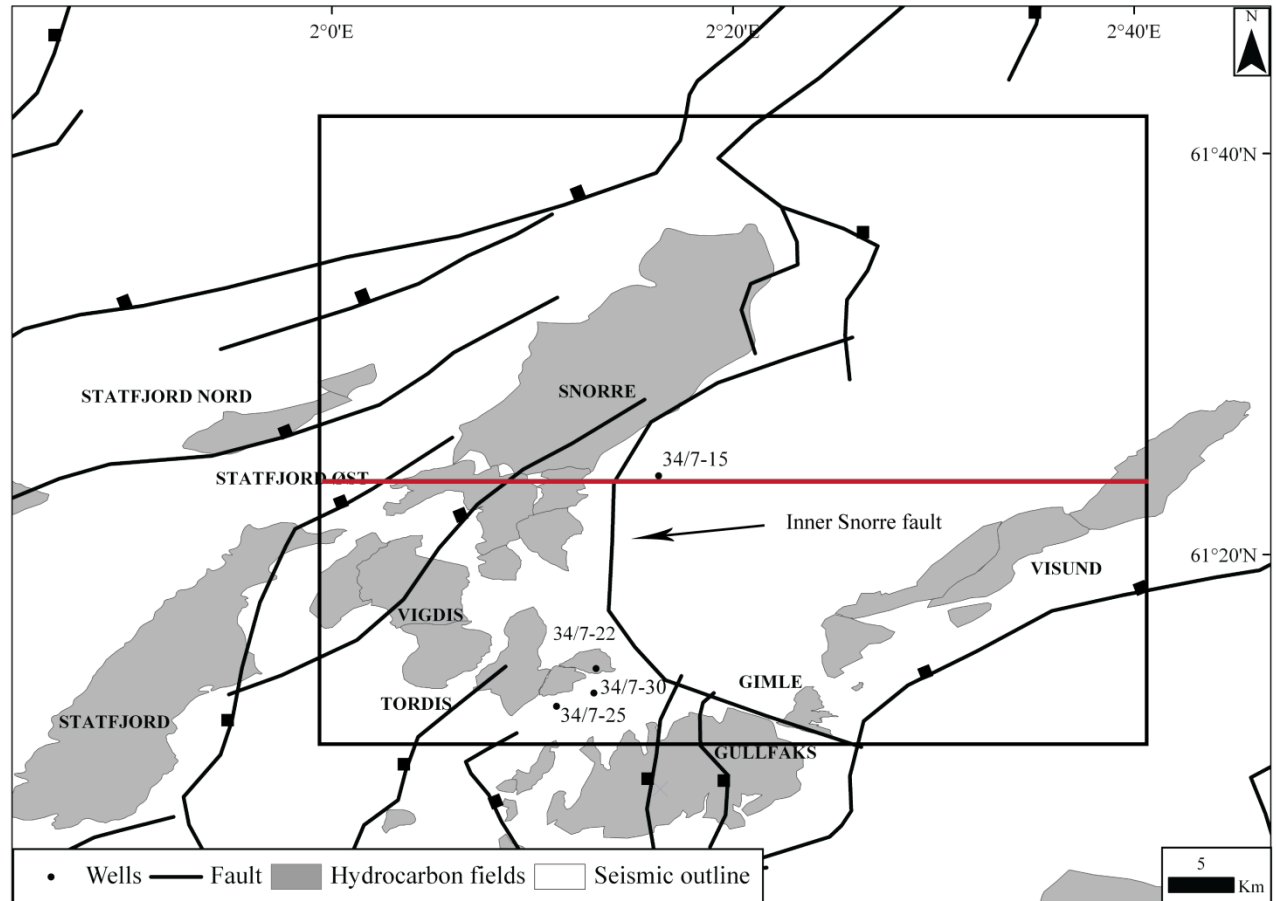 2°0'E
2°20'E
2°40'E
N
61°40'N
STATFJORD NORD
SNORRE
34/7-15
STATFJORD ØST
Inner Snorre fault
61°20'N
VISUND
VIGDIS
34/7-22
GIMLE
34/7-30
TORDIS
34/7-25
STATFJORD
GULLFAKS
Wells
Fault
Hydrocarbon fields
Seismic outline
5
Km